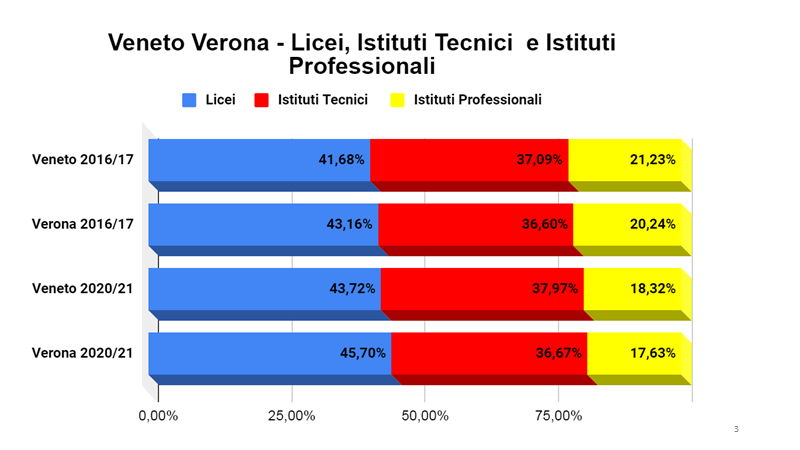 Veneto Verona - Licei, Istituti Tecnici  e Istituti
Professionali
Licei
Istituti Tecnici
Istituti Professionali
Veneto 2016/17
41,68%
37,09%
21,23%
Verona 2016/17
43,16%
36,60%
20,24%
Veneto 2020/21
43,72%
37,97%
18,32%
Verona 2020/21
45,70%
36,67%
17,63%
0,00%
25,00%
50,00%
75,00%
3